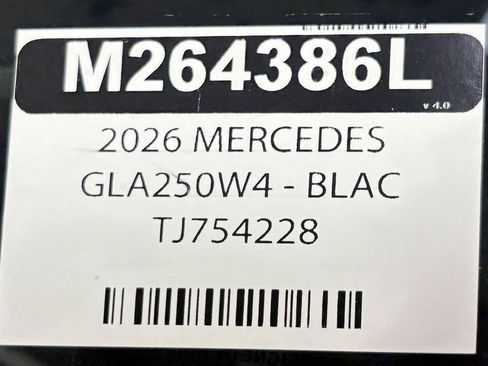 M264386L
v 4.0
2026 MERCEDES
GLA250W4 - BLAC
TJ754228